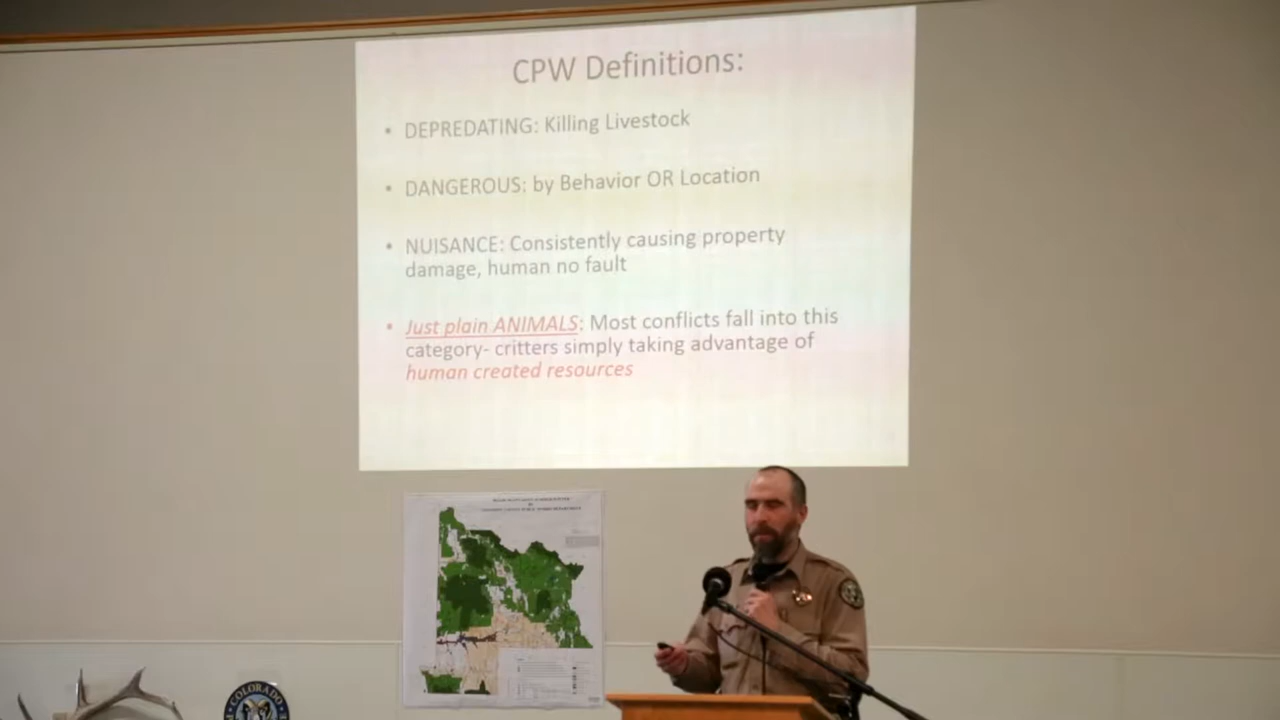 CPW Definitions:
• DEPREDATING: Killing Livestock
• DANGEROUS: by Behavior OR Location
• NUISANCE: Consistently causing property
damage, human no fault
• Just plain ANIMALS: Most conflicts fall into this
category- critters simply taking advantage of
human created resources
COLORADO